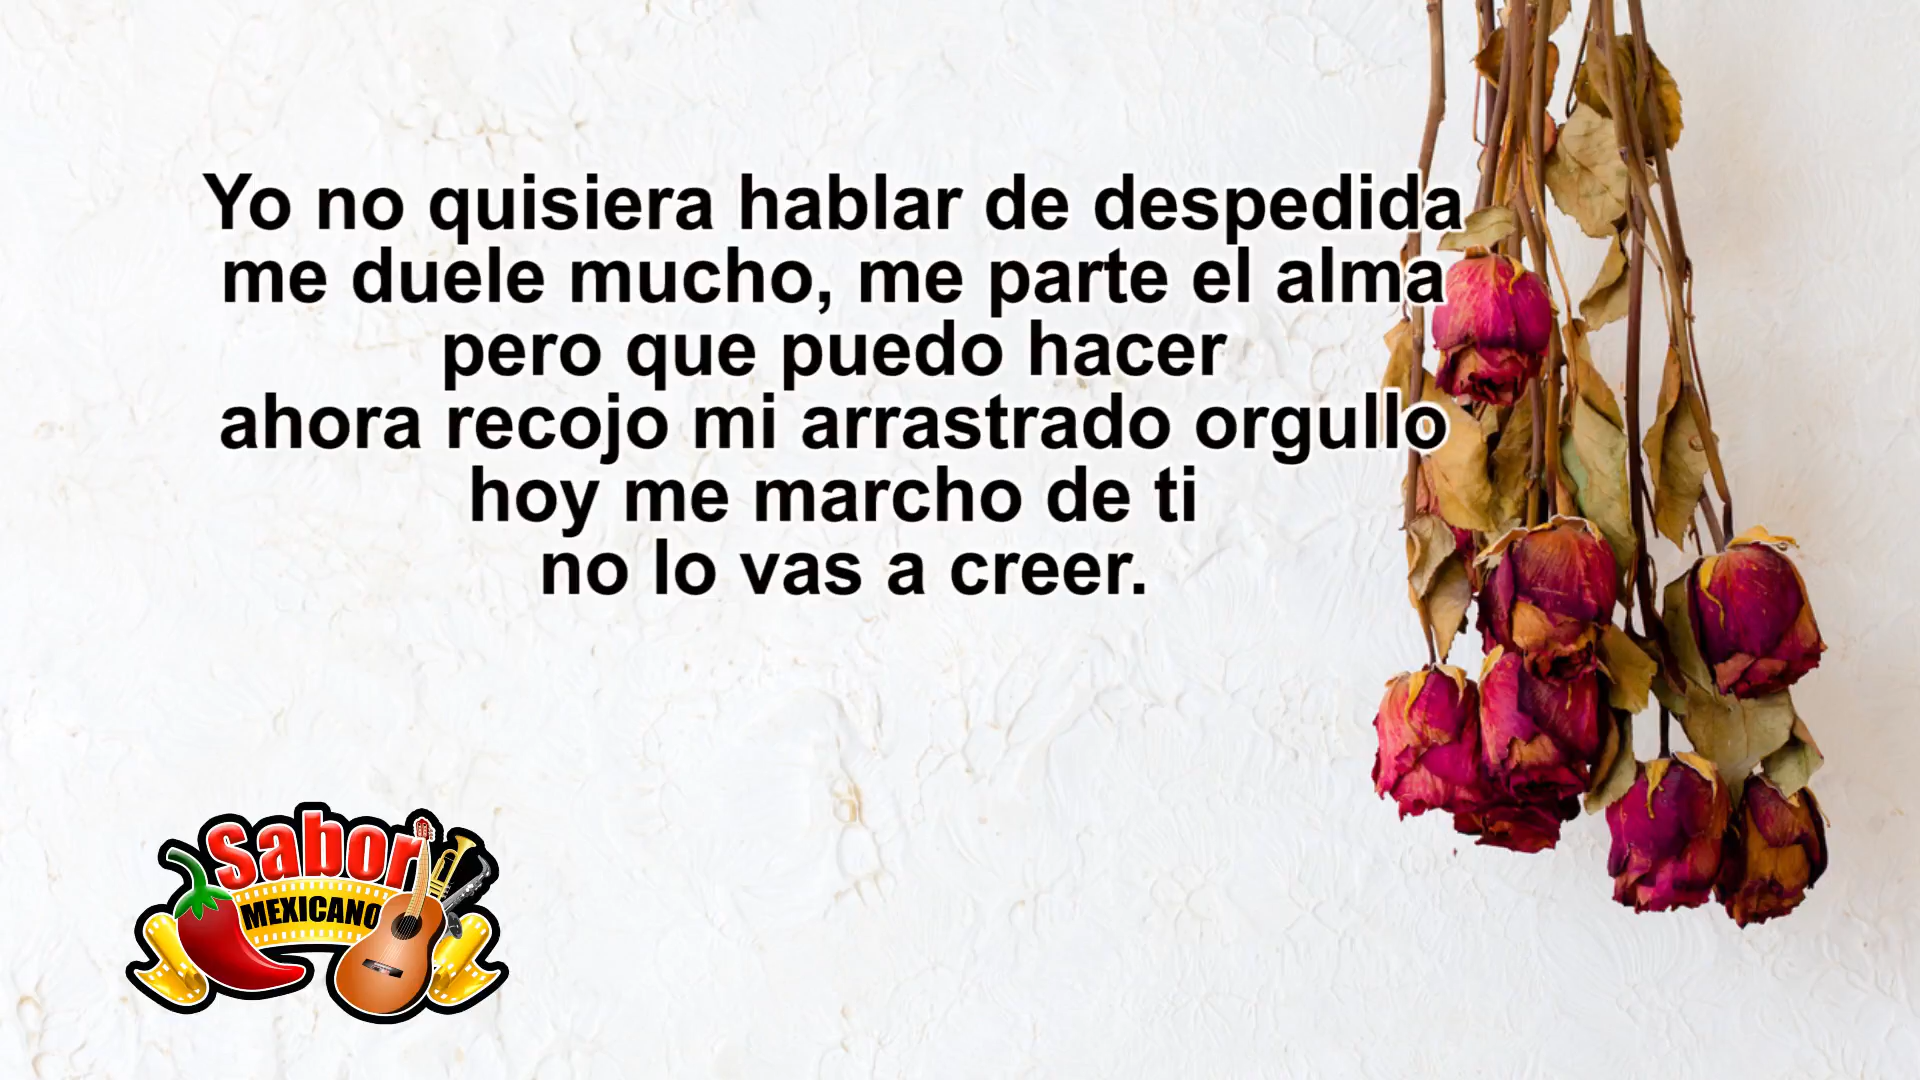 Yo no quisiera hablar de despedida
me duele mucho, me parte el alma
pero que puedo hacer
ahora recojo mi arrastrado orgullo
hoy me marcho de ti
no lo vas a creer.
Sabor
MEXICANO